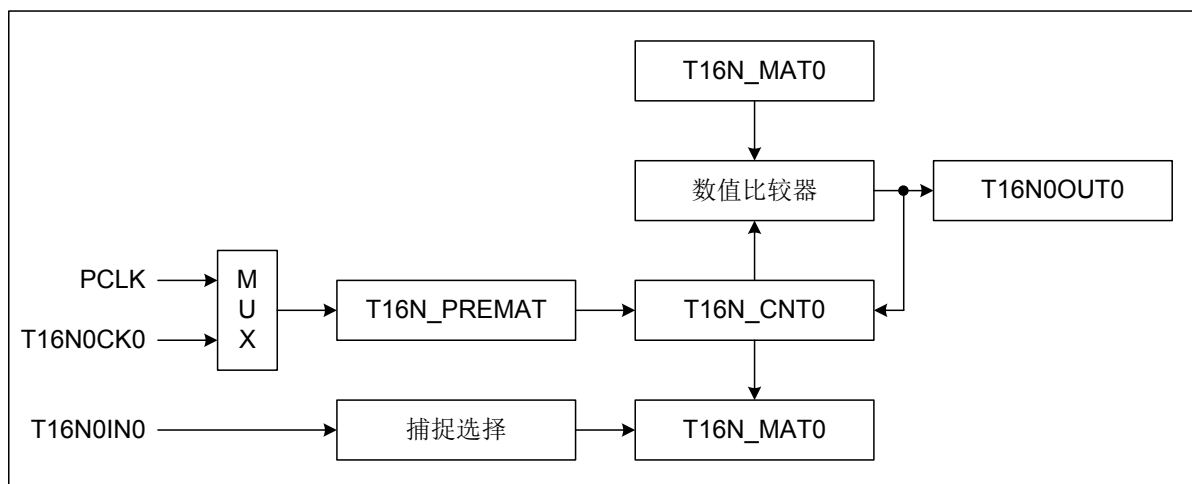 T16N_MAT0
数值比较器
T16N0OUT0
PCLK
T16N0CK0
M
U
X
T16N_PREMAT
T16N_CNT0
T16N0IN0
捕捉选择
T16N_MAT0